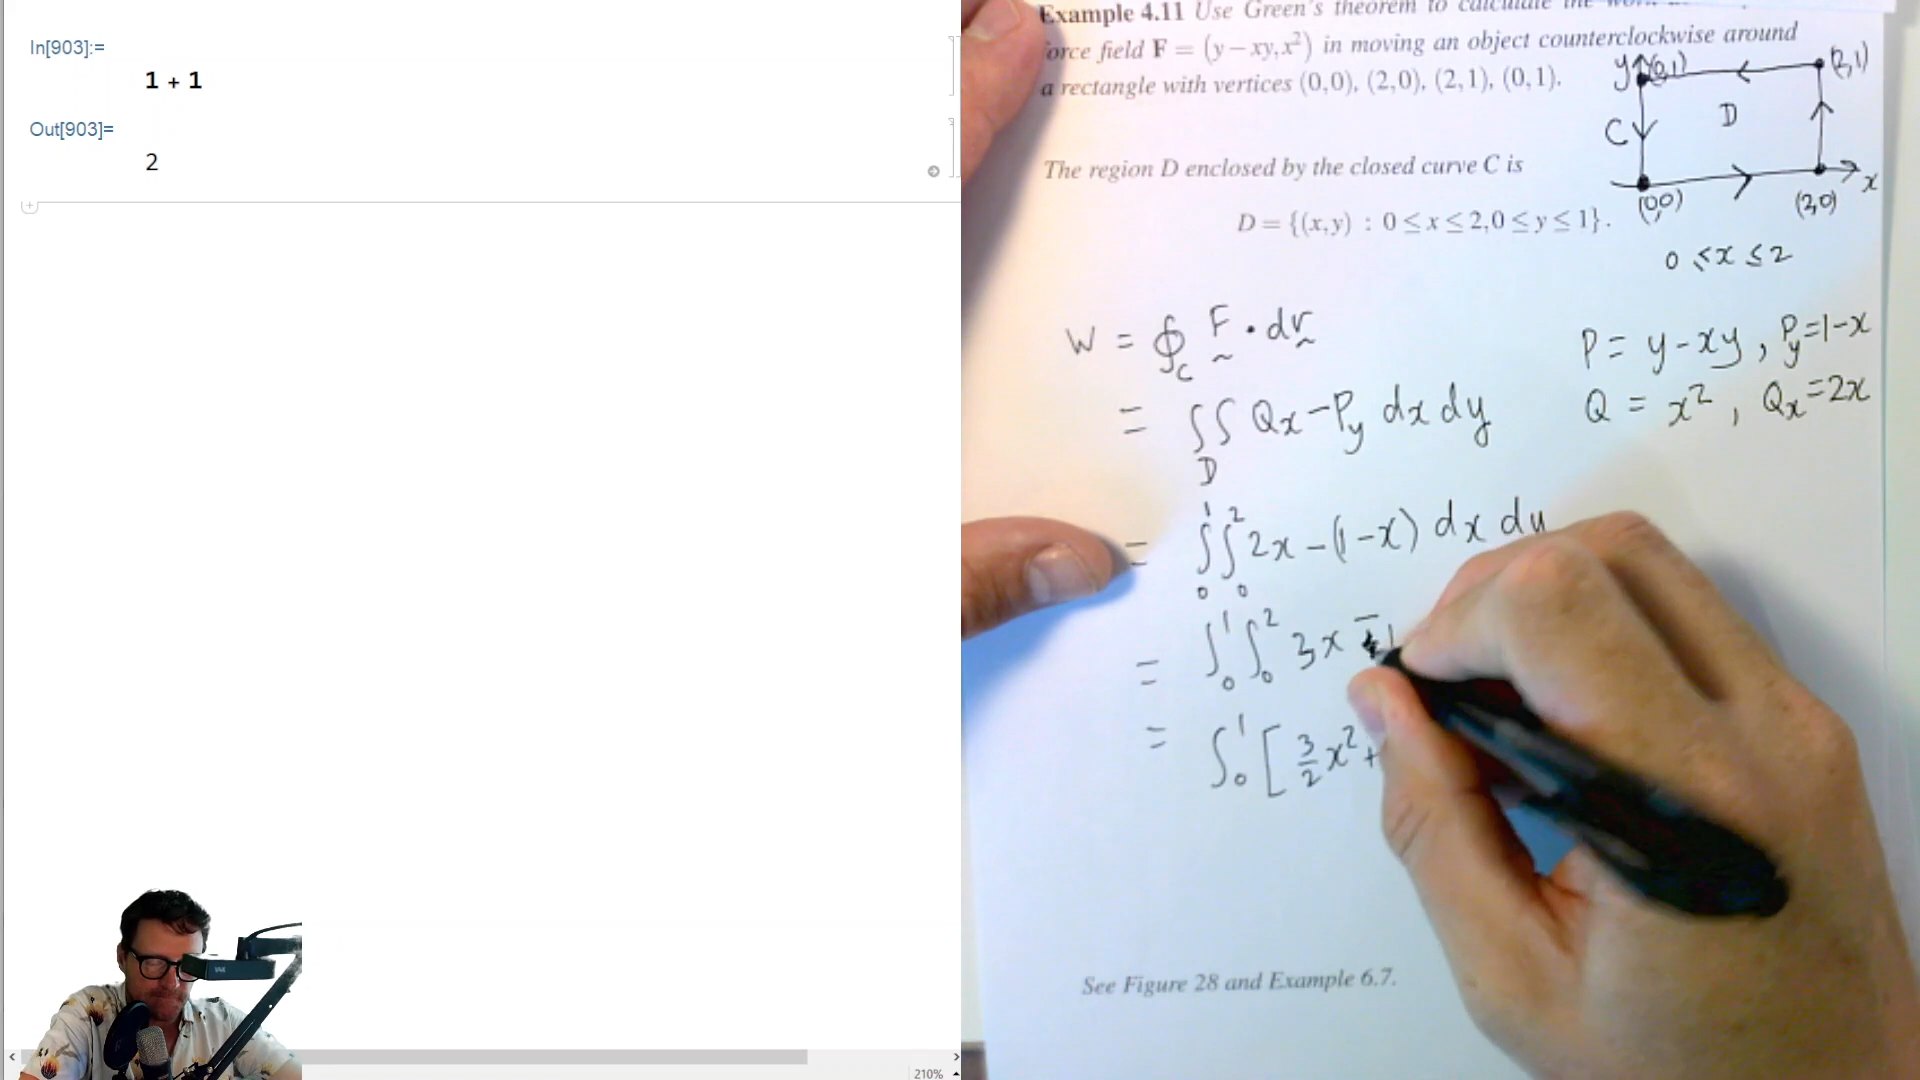 In[903]:=
1 + 1
Out[903]=
2
210%
Example 4.11 Use Green's theorem to calculate the
orce field F = (y − xy, x²) in moving an object counterclockwise around
a rectangle with vertices (0,0), (2,0), (2,1), (0,1).
y (0,1) (2,1)
C D
(0,0) (2,0) x
The region D enclosed by the closed curve C is
D = {(x,y) : 0 ≤ x ≤ 2, 0 ≤ y ≤ 1}.
0 ≤ x ≤ 2
W = ∮C F · dr
P = y - xy, Py = 1-x
= ∬D Qx - Py dx dy
Q = x², Qx = 2x
= ∫₀¹ ∫₀² 2x - (1-x) dx dy
= ∫₀¹ ∫₀² 3x -
= ∫₀¹ [3/2 x² +
See Figure 28 and Example 6.7.